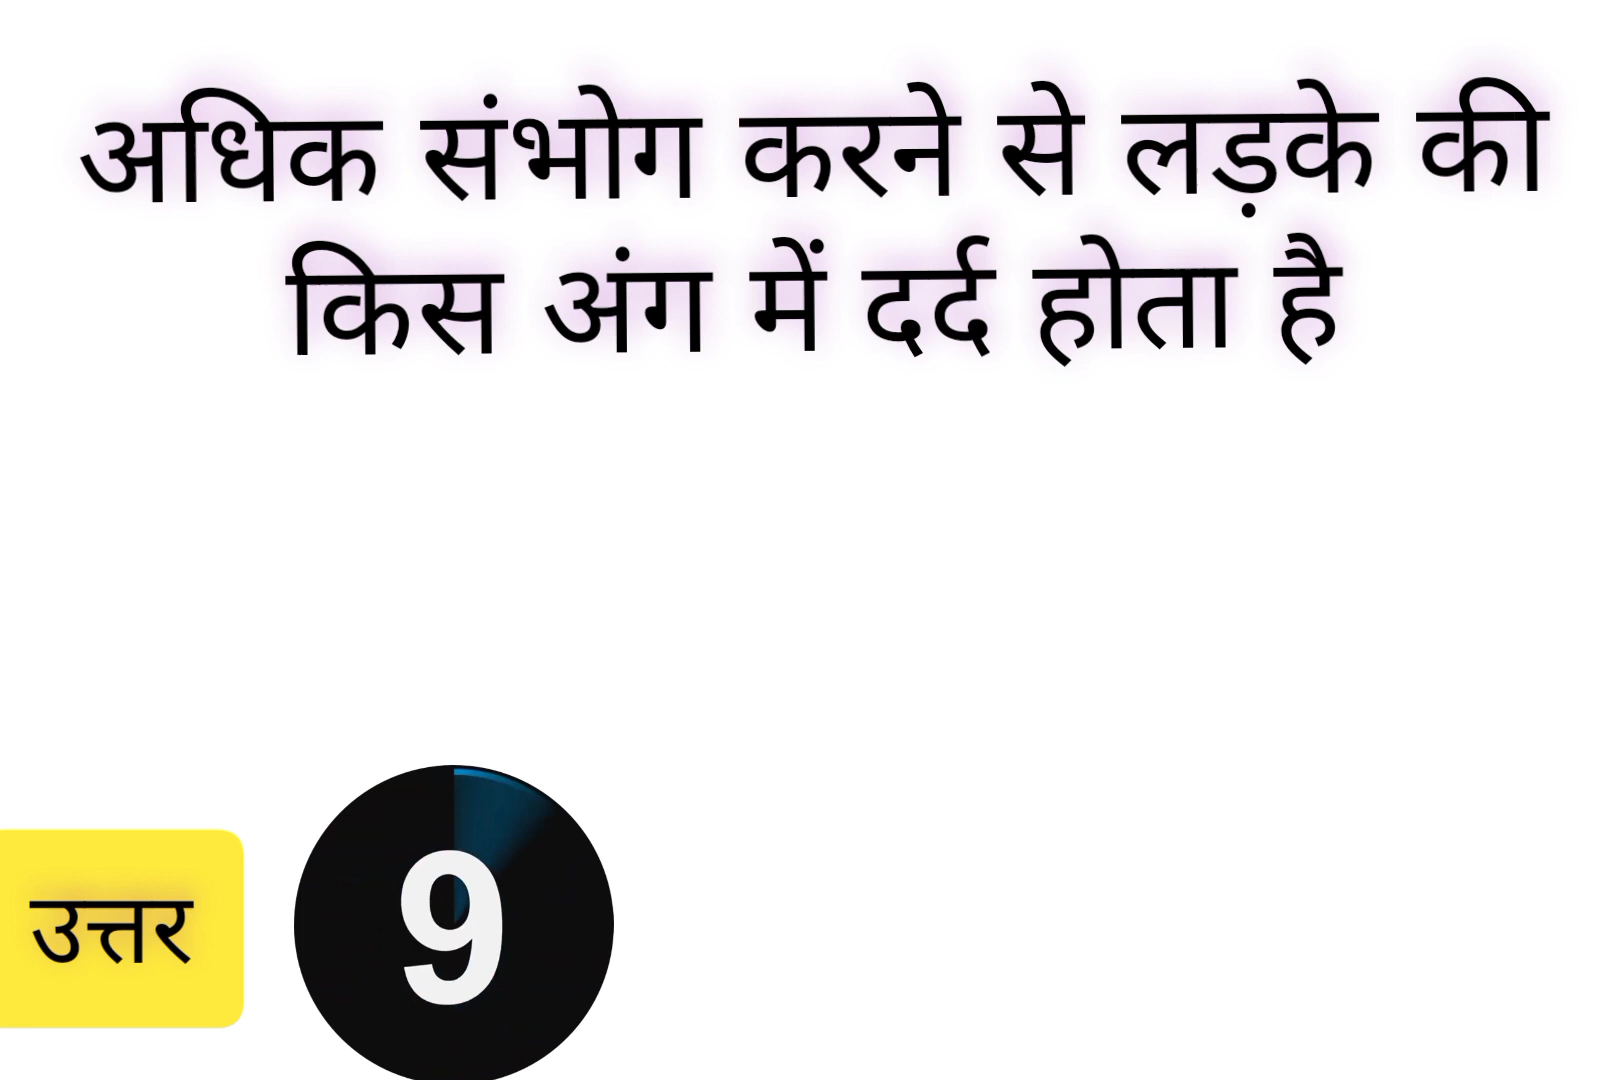 अधिक संभोग करने से लड़के की
किस अंग में दर्द होता है
उत्तर
9